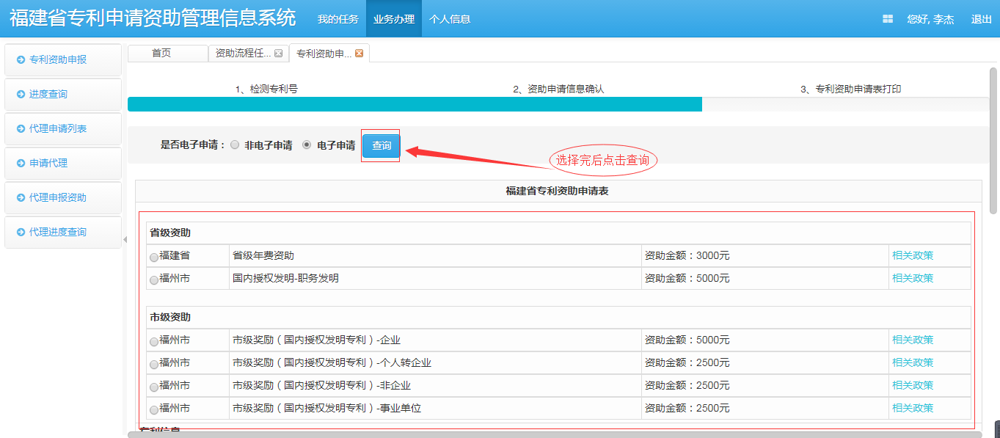 福建省专利申请资助管理信息系统 我的任务 业务办理 个人信息 您好, 李杰 退出
专利资助申报
进度查询
代理申请列表
申请代理
代理申报资助
代理进度查询
首页 资助流程任... 专利资助申...
1、检测专利号 2、资助申请信息确认 3、专利资助申请表打印
是否电子申请： 非电子申请 电子申请 查询
选择完后点击查询
福建省专利资助申请表
省级资助
福建省 省级年费资助 资助金额：3000元 相关政策
福州市 国内授权发明-职务发明 资助金额：5000元 相关政策
市级资助
福州市 市级奖励（国内授权发明专利）-企业 资助金额：5000元 相关政策
福州市 市级奖励（国内授权发明专利）-个人转企业 资助金额：2500元 相关政策
福州市 市级奖励（国内授权发明专利）-非企业 资助金额：2500元 相关政策
福州市 市级奖励（国内授权发明专利）-事业单位 资助金额：2500元 相关政策
专利信息